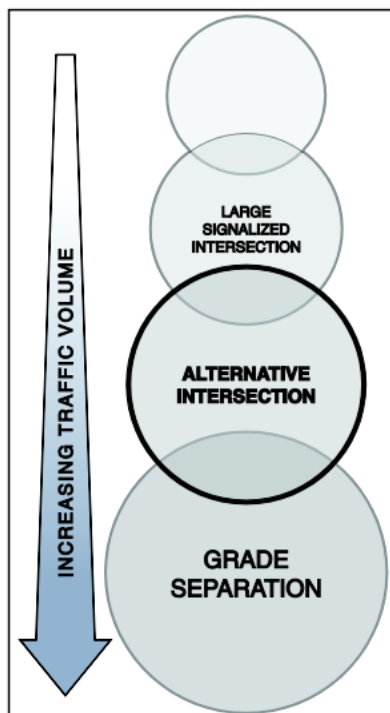 INCREASING TRAFFIC VOLUME
LARGE
SIGNALIZED
INTERSECTION
ALTERNATIVE
INTERSECTION
GRADE
SEPARATION